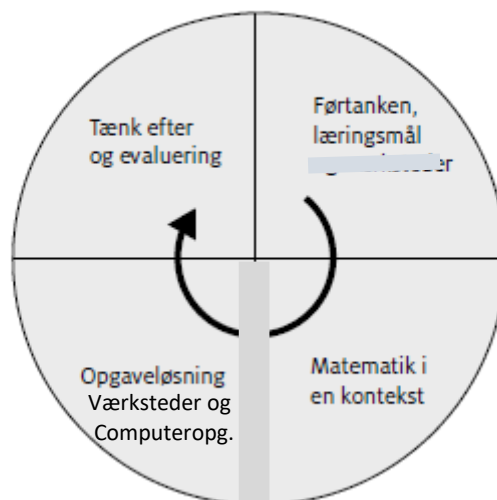 Tænk efter
og evaluering
Førtanken,
læringsmål
Opgaveløsning
Værksteder og
Computeropg.
Matematik i
en kontekst